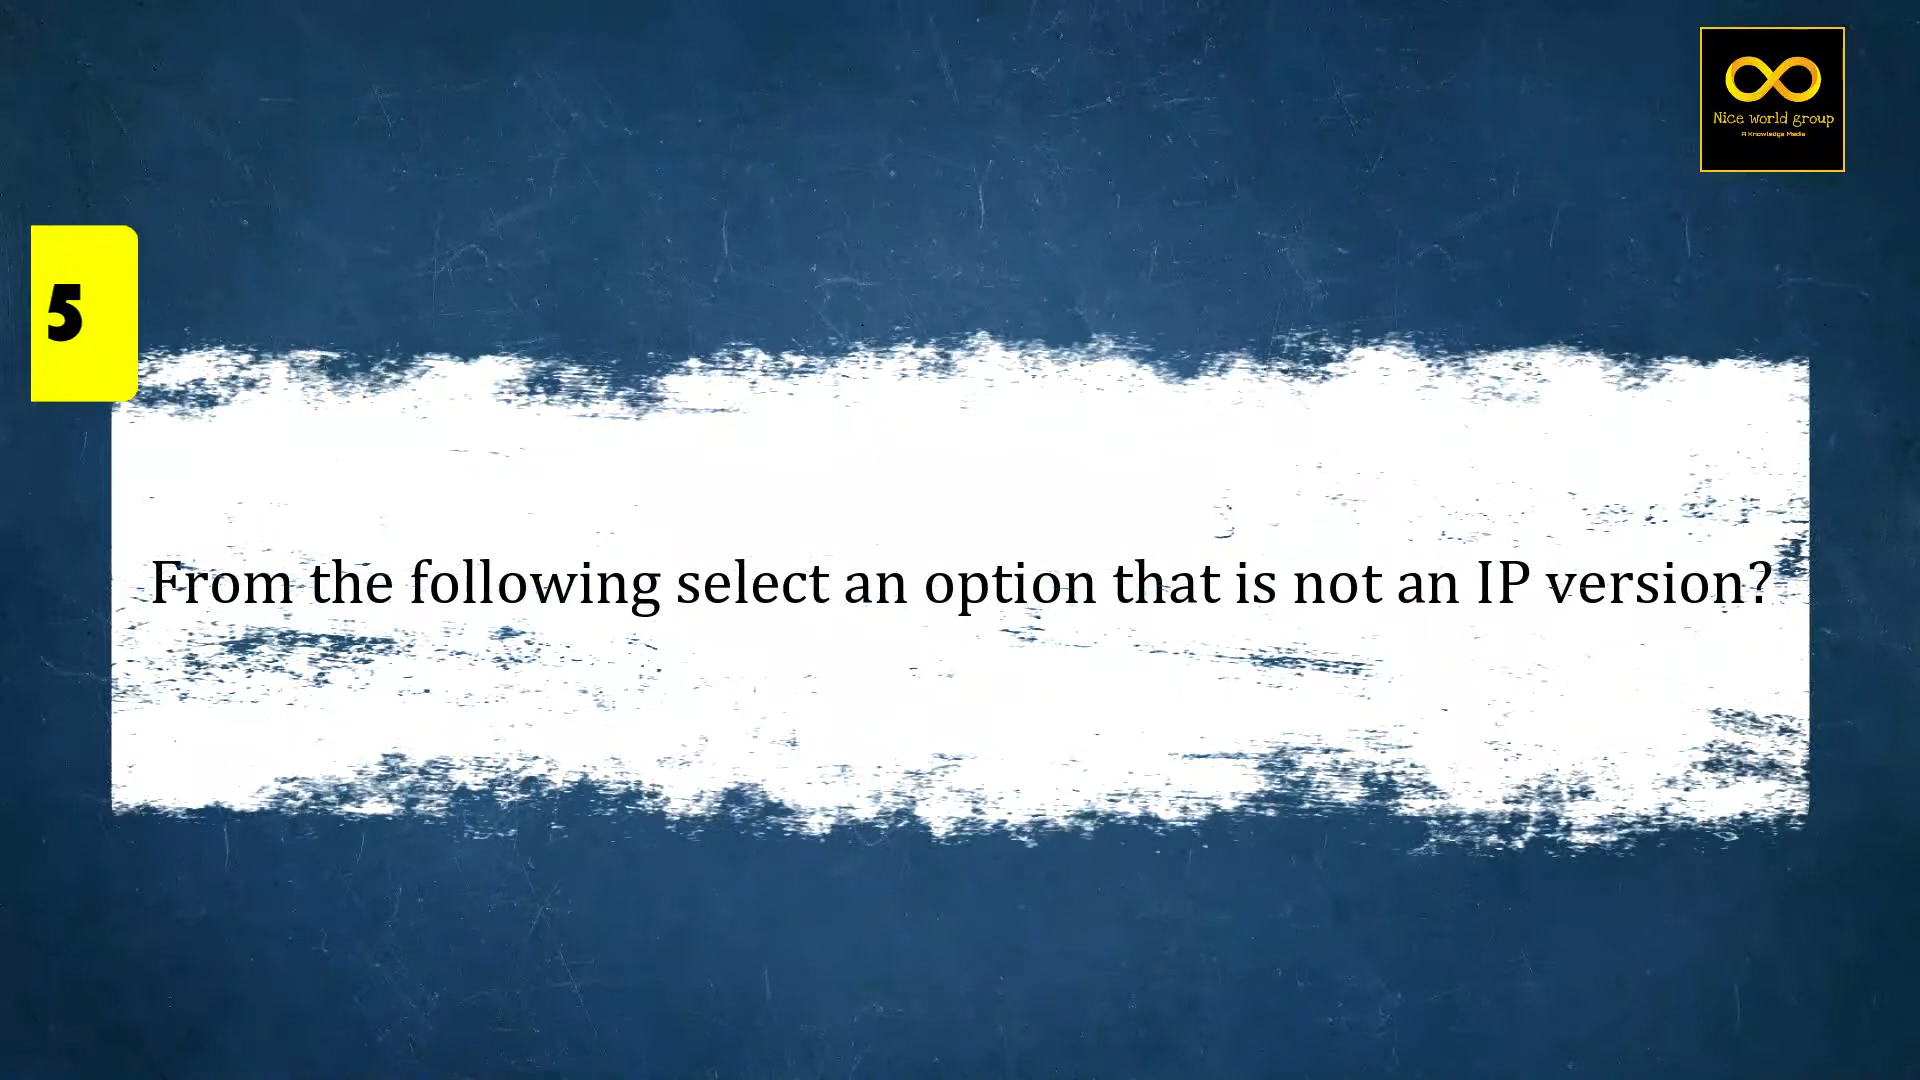 Nice world group
A Knowledge Media
5
From the following select an option that is not an IP version?